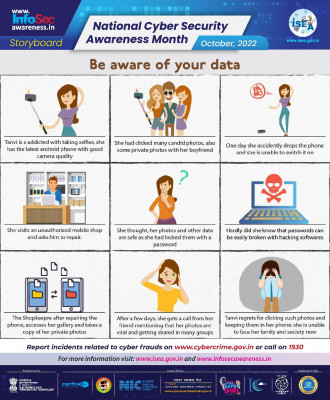 www.
InfoSec
awareness.in
Storyboard
National Cyber Security
Awareness Month
October, 2022
ISEA
www.isea.gov.in
Be aware of your data
Tanvi is a addicted with taking selfies, she
has the latest android phone with good
camera quality
She had clicked many candid photos, also
some private photos with her boyfriend
One day she accidently drops the phone
and she is unable to switch it on.
She visits an unauthorized mobile shop
and asks him to repair.
She thought, her photos and other data
are safe as she had locked them with a
password
Hardly did she know that passwords can
be easily broken with hacking softwares
The Shopkeepre after repairing the
phone, accesses her gallery and takes a
copy of her private photos
After a few days, she gets a call from her
friend mentioning that her photos are
viral and getting shared in many groups
Tanvi regrets for clicking such photos and
keeping them in her phone. she is unable
to face her family and society now
Report incidents related to cyber frauds on www.cybercrime.gov.in or call on 1930
For more information visit: www.isea.gov.in and www.infosecawareness.in
NIC